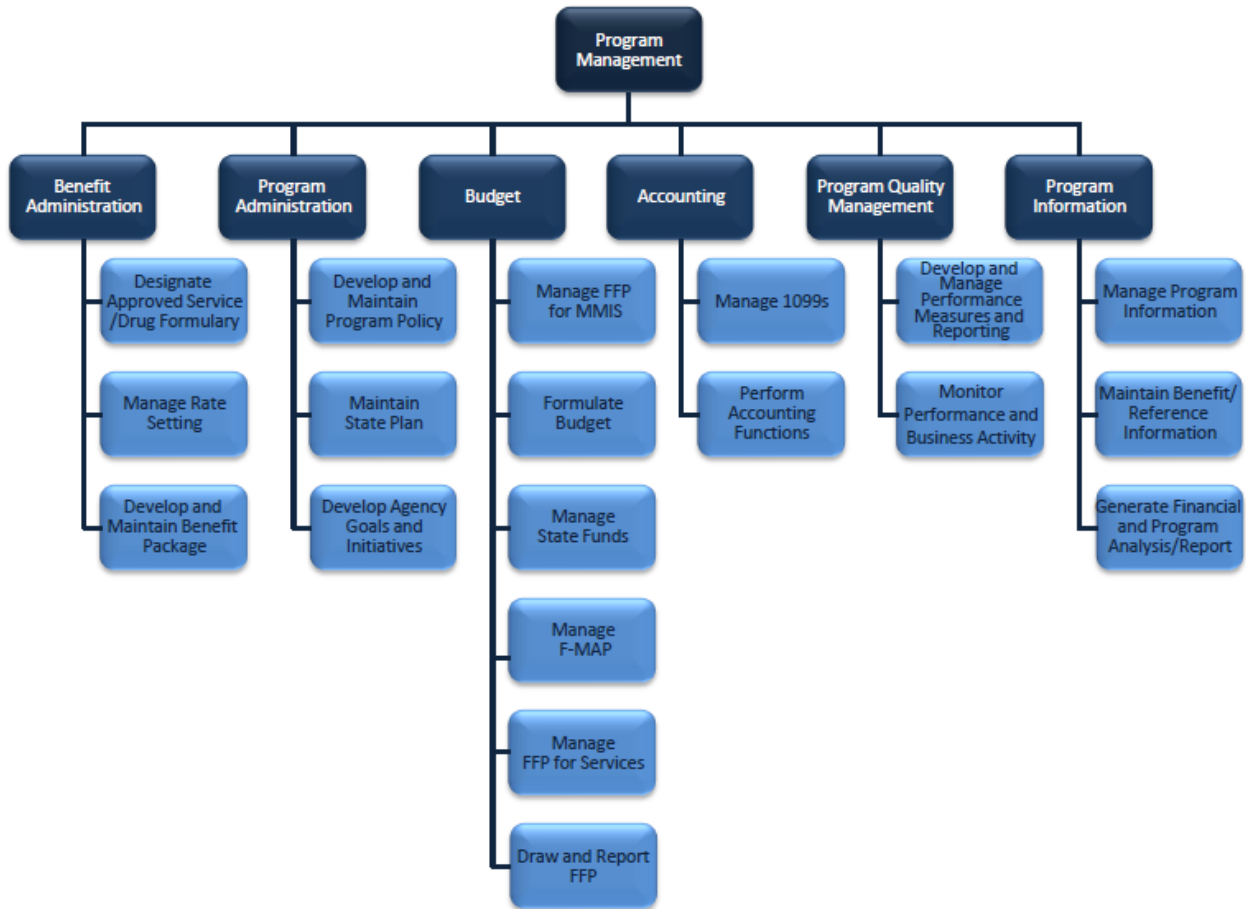 Program
Management
Benefit
Administration
Program
Administration
Budget
Accounting
Program Quality
Management
Program
Information
Designate
Approved Service
/Drug Formulary
Manage Rate
Setting
Develop and
Maintain Benefit
Package
Develop and
Maintain
Program Policy
Maintain
State Plan
Develop Agency
Goals and
Initiatives
Manage FFP
for MMIS
Formulate
Budget
Manage
State Funds
Manage
F-MAP
Manage
FFP for Services
Draw and Report
FFP
Manage 1099s
Perform
Accounting
Functions
Develop and
Manage
Performance
Measures and
Reporting
Monitor
Performance and
Business Activity
Manage Program
Information
Maintain Benefit/
Reference
Information
Generate Financial
and Program
Analysis/Report